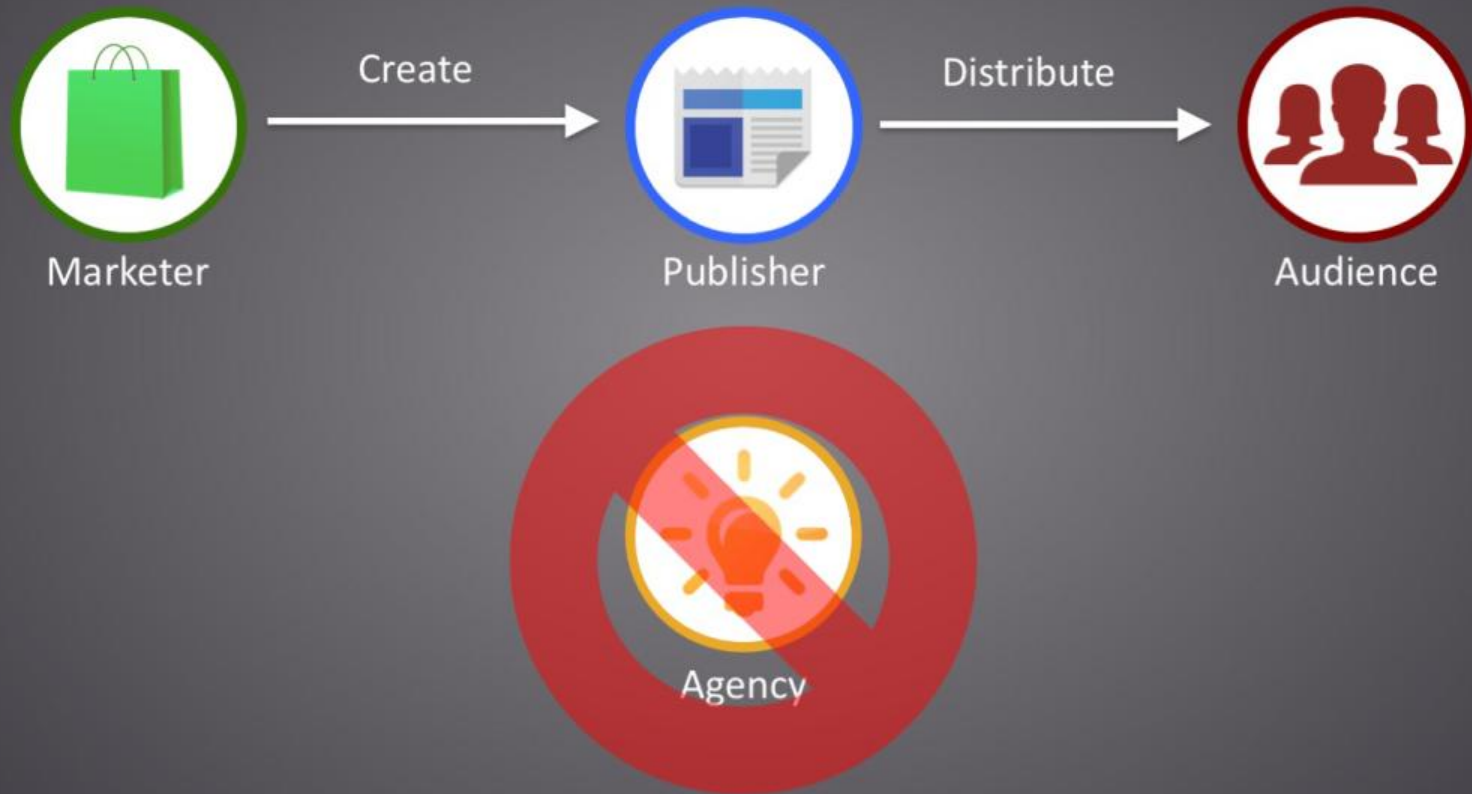 Create
Distribute
Marketer
Publisher
Audience
Agency